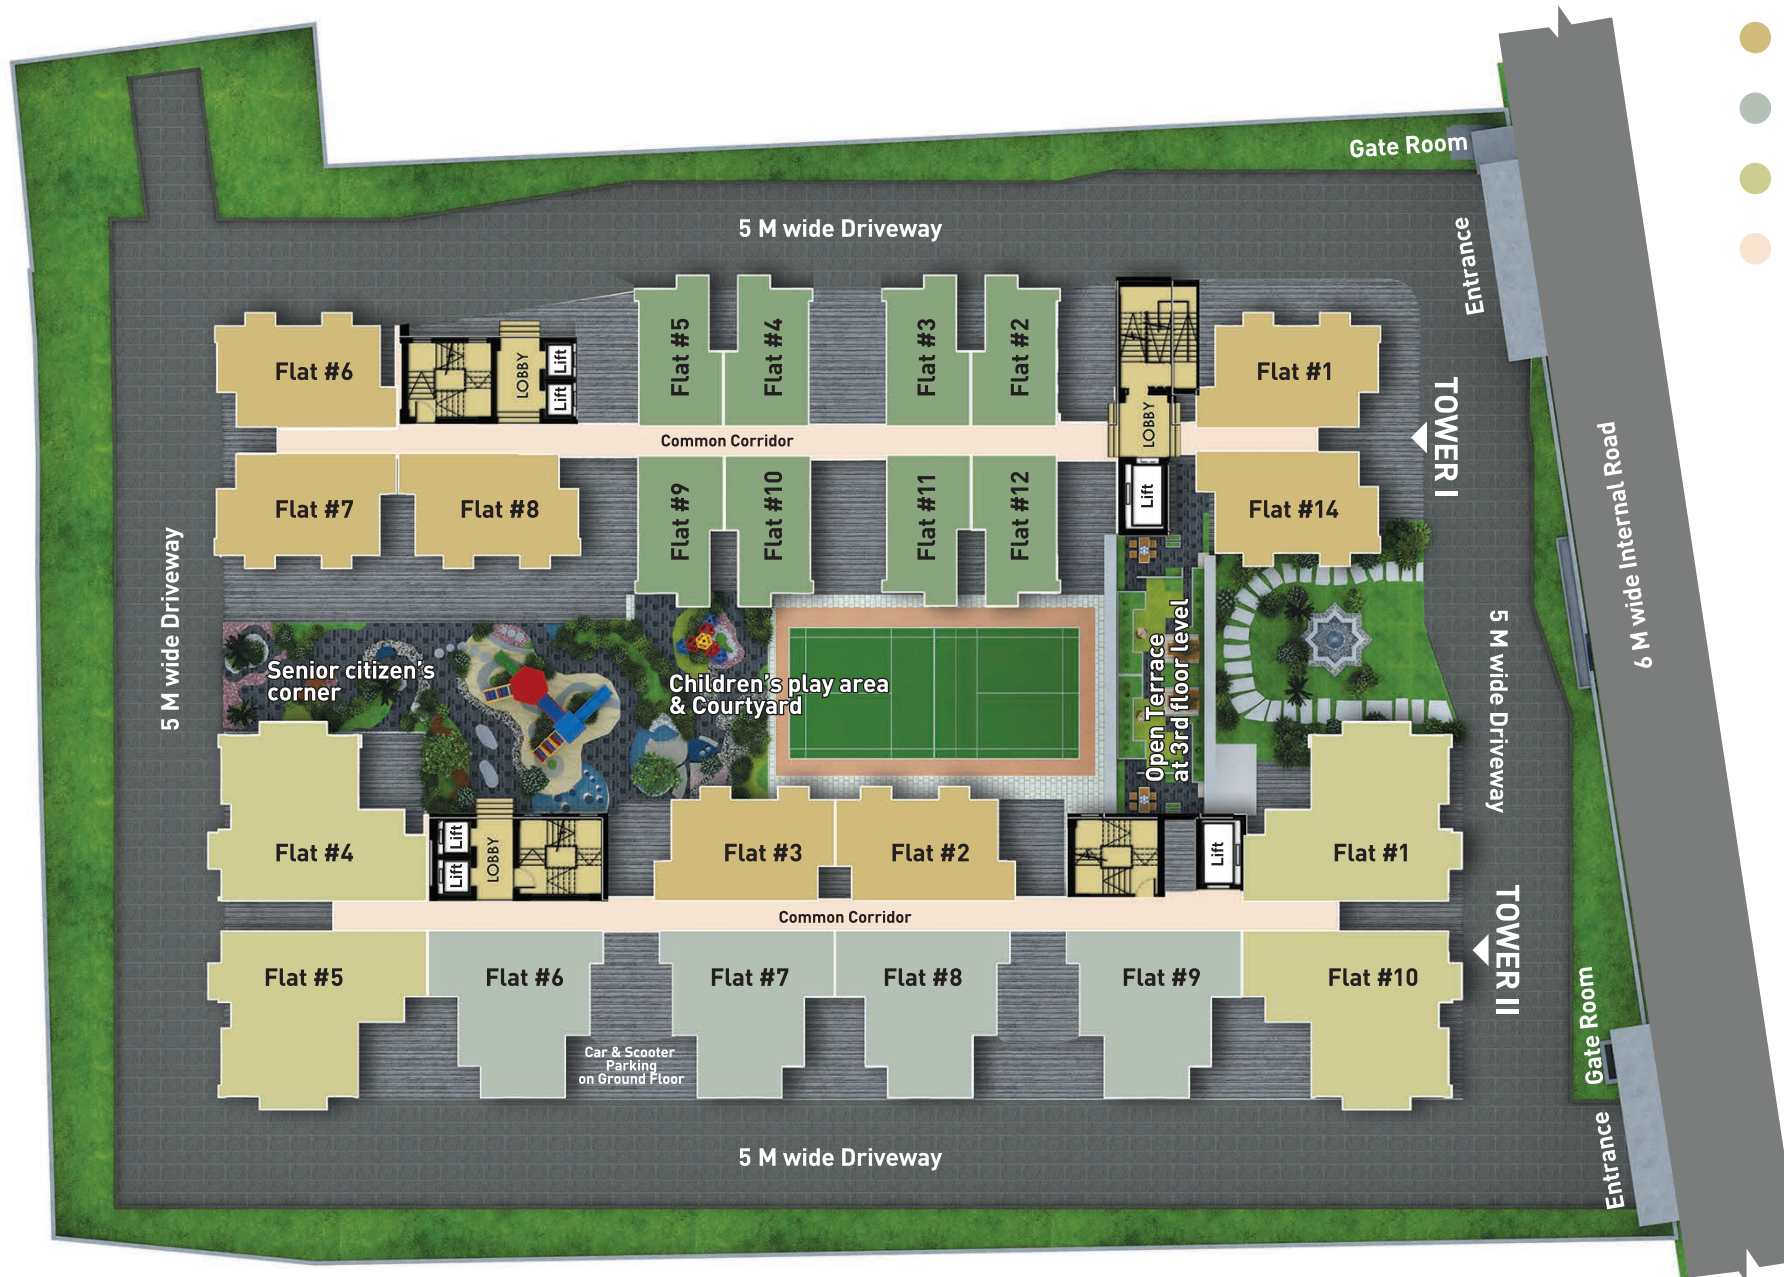 Gate Room
5 M wide Driveway
Entrance
Flat #6
LOBBY
Lift
Lift
Flat #5
Flat #4
Flat #3
Flat #2
LOBBY
Flat #1
TOWER I
Common Corridor
Flat #7
Flat #8
Flat #9
Flat #10
Flat #11
Flat #12
Lift
Flat #14
6 M wide Internal Road
5 M wide Driveway
Senior citizen's
corner
Children's play area
& Courtyard
Open Terrace
at 3rd floor level
5 M wide Driveway
Flat #4
Lift
Lift
LOBBY
Flat #3
Flat #2
Lift
Flat #1
Common Corridor
TOWER II
Flat #5
Flat #6
Flat #7
Flat #8
Flat #9
Flat #10
Car & Scooter
Parking
on Ground Floor
Gate Room
5 M wide Driveway
Entrance